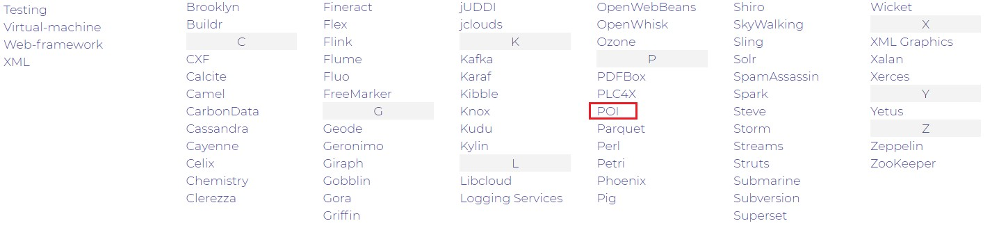 Testing
Virtual-machine
Web-framework
XML
Brooklyn
Buildr
C
CXF
Calcite
Camel
CarbonData
Cassandra
Cayenne
Celix
Chemistry
Clerezza
Fineract
Flex
Flink
Flume
Fluo
FreeMarker
G
Geode
Geronimo
Giraph
Gobblin
Gora
Griffin
jUDDI
jclouds
K
Kafka
Karaf
Kibble
Knox
Kudu
Kylin
L
Libcloud
Logging Services
OpenWebBeans
OpenWhisk
Ozone
P
PDFBox
PLC4X
POI
Parquet
Perl
Petri
Phoenix
Pig
Shiro
SkyWalking
Sling
Solr
SpamAssassin
Spark
Steve
Storm
Streams
Struts
Submarine
Subversion
Superset
Wicket
X
XML Graphics
Xalan
Xerces
Y
Yetus
Z
Zeppelin
ZooKeeper